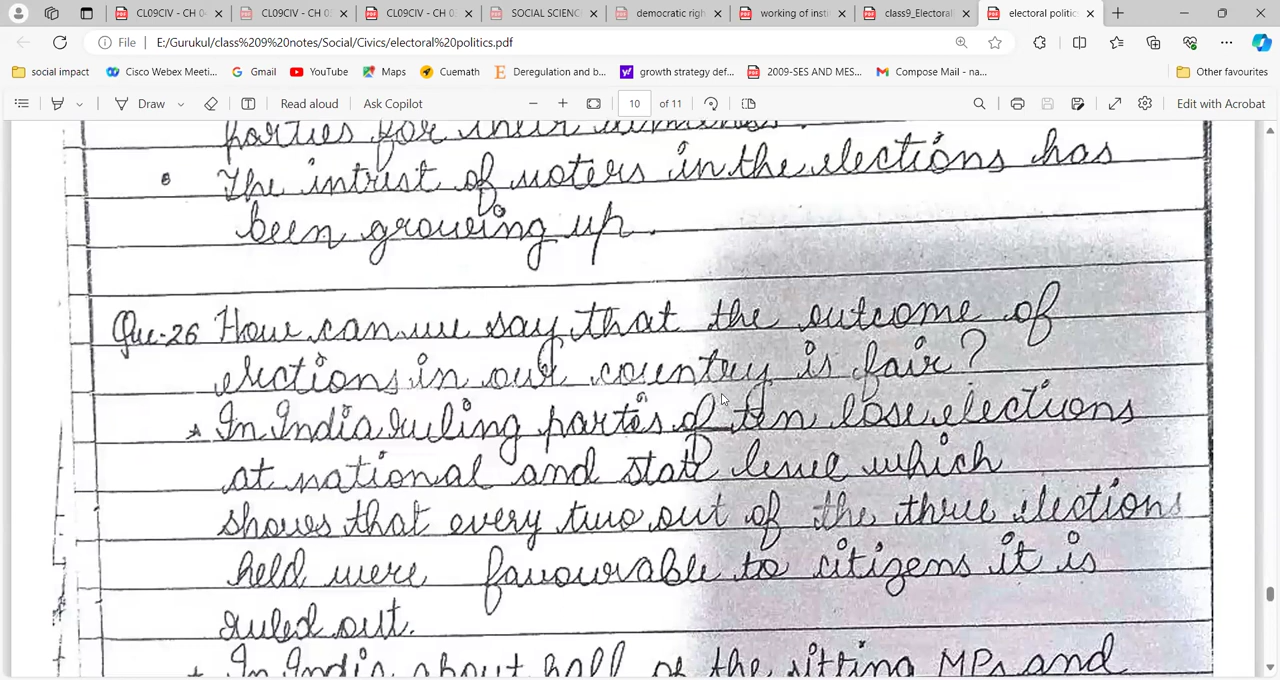 CL09CIV - CH 0
CL09CIV - CH 03
CL09CIV - CH 0
SOCIAL SCIENC
democratic righ
working of insti
class9_Electoral
electoral politic
File E:/Gurukul/class%209%20notes/Social/Civics/electoral%20politics.pdf
social impact
Cisco Webex Meeti...
Gmail
YouTube
Maps
Cuemath
Deregulation and b...
growth strategy def...
2009-SES AND MES...
Compose Mail - na...
Other favourites
Draw
Read aloud
Ask Copilot
10 of 11
Edit with Acrobat
parties for their
The intrist of voters in the elections has
been growing up.
Que-26 How can we say that the outcome of
elections in our country is fair?
In India ruling parties often lose elections
at national and state level which
shows that every two out of the three elections
held were favourable to citizens it is
ruled out.
In India about half of the sitting MPs and